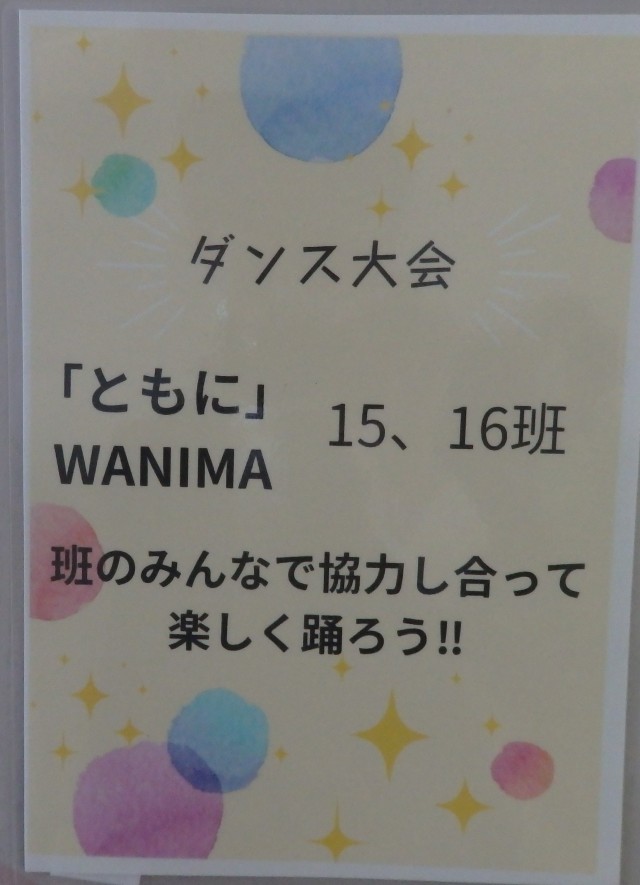 ダンス大会
「ともに」
WANIMA
15、16班
班のみんなで協力し合って
楽しく踊ろう!!